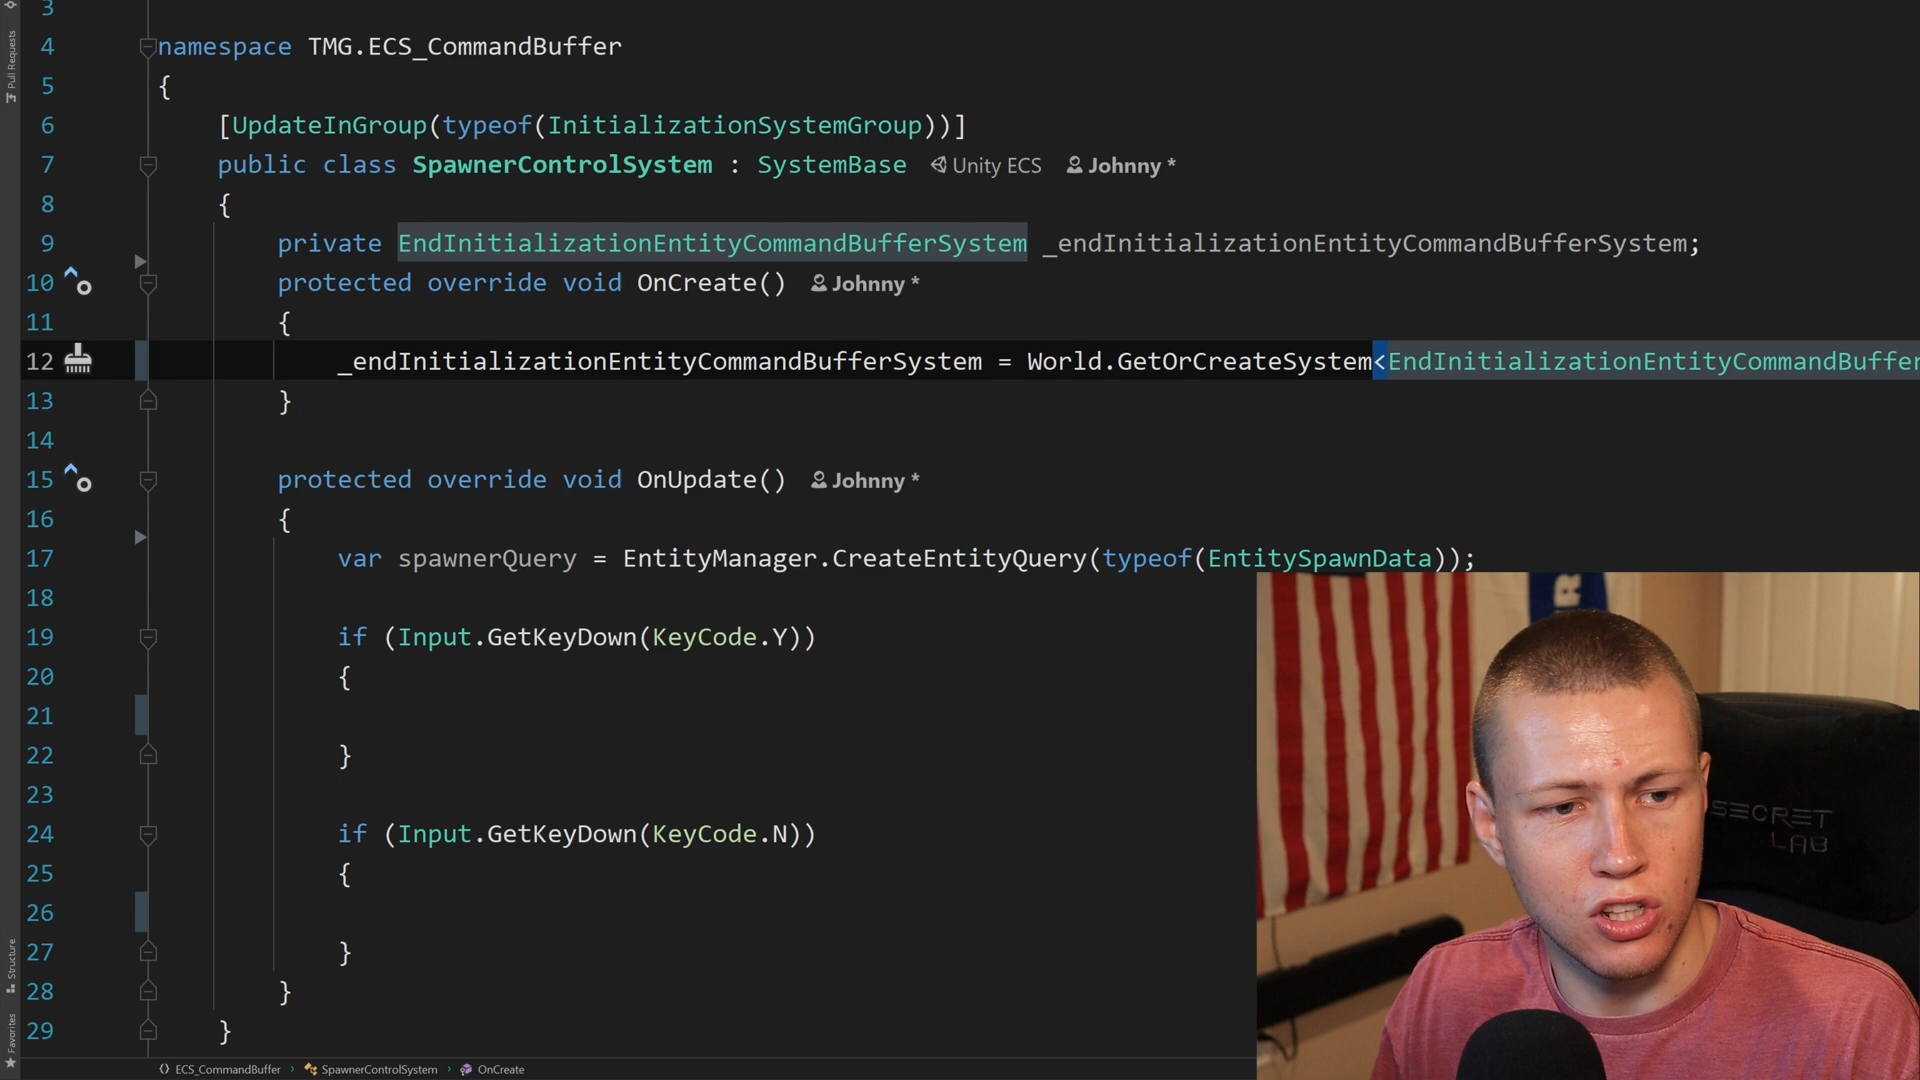 3
4 namespace TMG.ECS_CommandBuffer
5 {
6 [UpdateInGroup(typeof(InitializationSystemGroup))]
7 public class SpawnerControlSystem : SystemBase Unity ECS Johnny *
8 {
9 private EndInitializationEntityCommandBufferSystem _endInitializationEntityCommandBufferSystem;
10 protected override void OnCreate() Johnny *
11 {
12 _endInitializationEntityCommandBufferSystem = World.GetOrCreateSystem<EndInitializationEntityCommandBuffer
13 }
14
15 protected override void OnUpdate() Johnny *
16 {
17 var spawnerQuery = EntityManager.CreateEntityQuery(typeof(EntitySpawnData));
18
19 if (Input.GetKeyDown(KeyCode.Y))
20 {
21
22 }
23
24 if (Input.GetKeyDown(KeyCode.N))
25 {
26
27 }
28 }
29 }
Pull Requests
Structure
Favorites
ECS_CommandBuffer › SpawnerControlSystem › OnCreate
R
SECRET
LAB